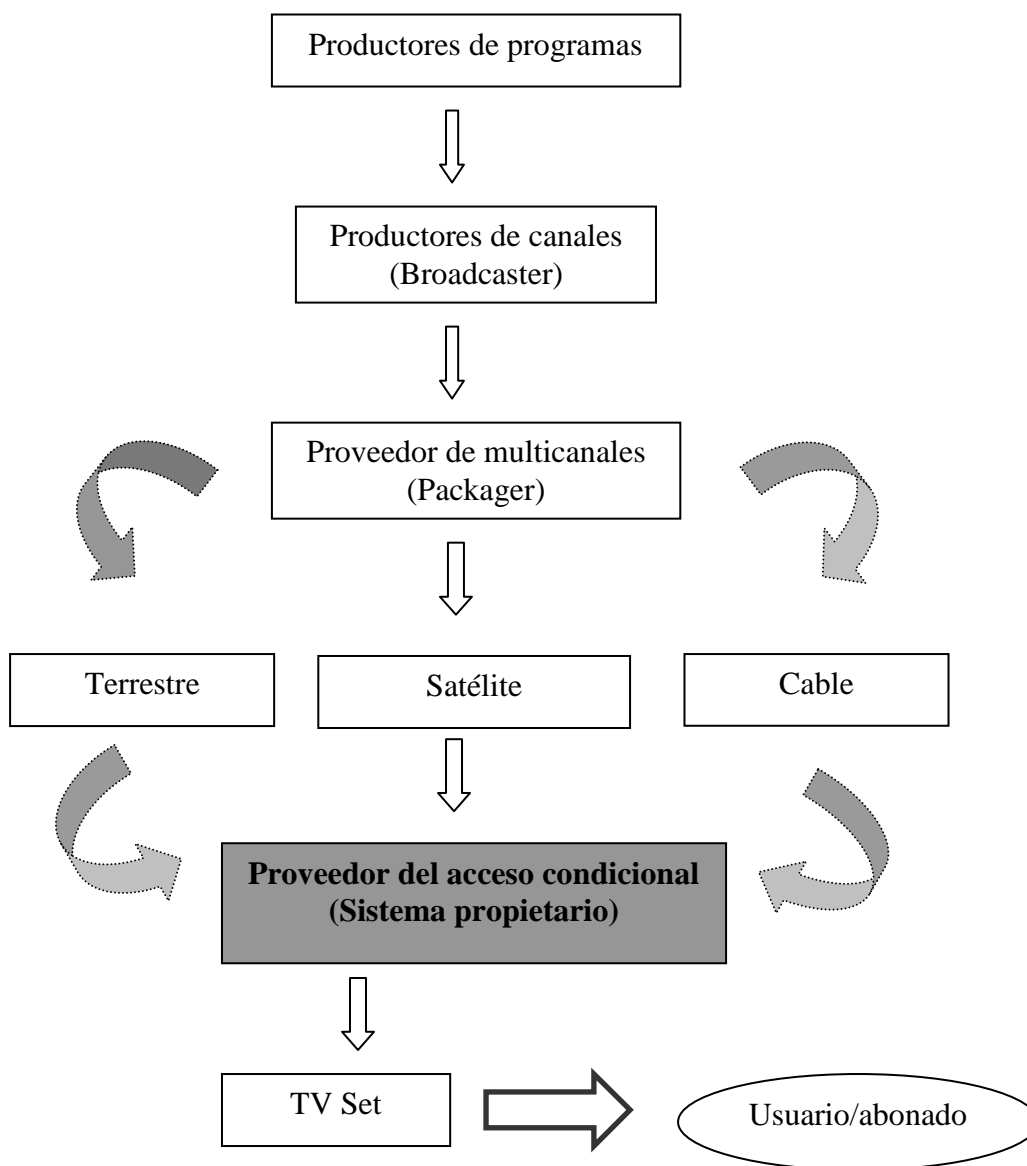 Productores de programas
Productores de canales
(Broadcaster)
Proveedor de multicanales
(Packager)
Terrestre
Satélite
Cable
Proveedor del acceso condicional
(Sistema propietario)
TV Set
Usuario/abonado